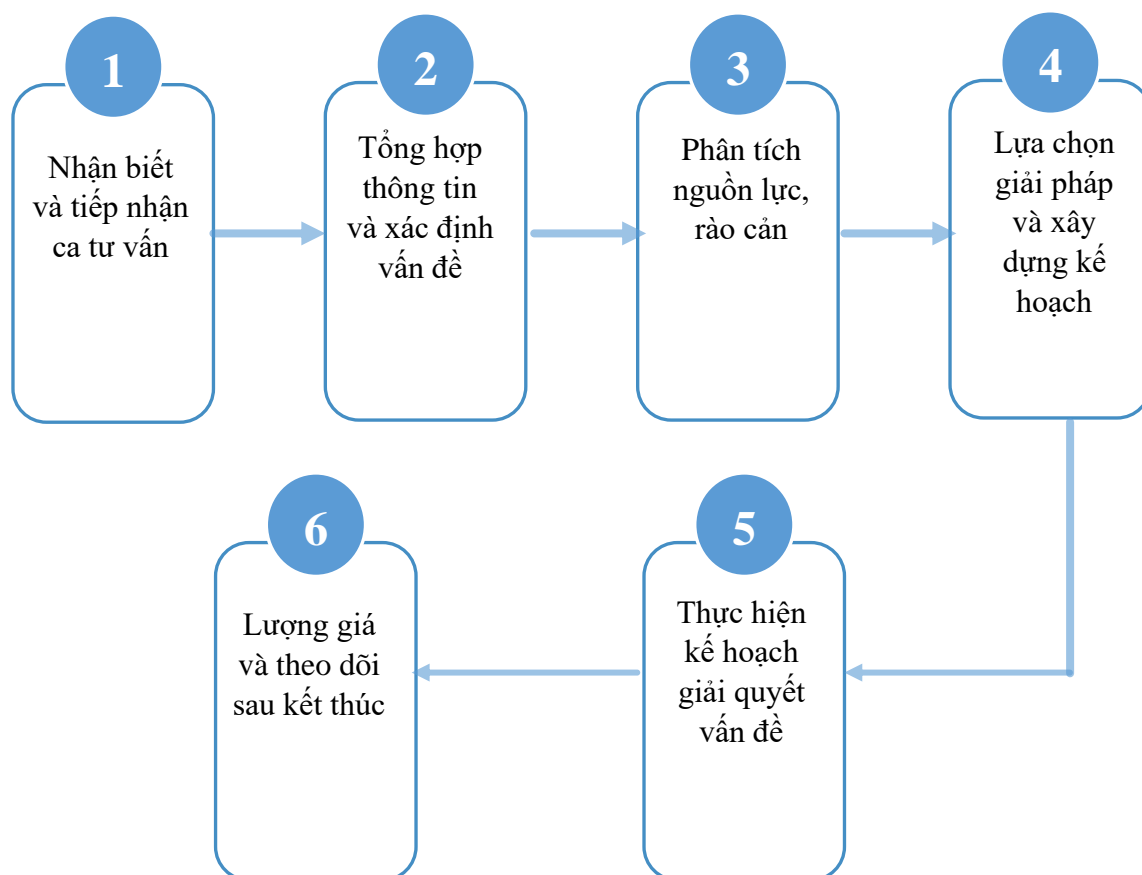 1
Nhận biết
và tiếp nhận
ca tư vấn
2
Tổng hợp
thông tin
và xác định
vấn đề
3
Phân tích
nguồn lực,
rào cản
4
Lựa chọn
giải pháp
và xây
dựng kế
hoạch
5
Thực hiện
kế hoạch
giải quyết
vấn đề
6
Lượng giá
và theo dõi
sau kết thúc